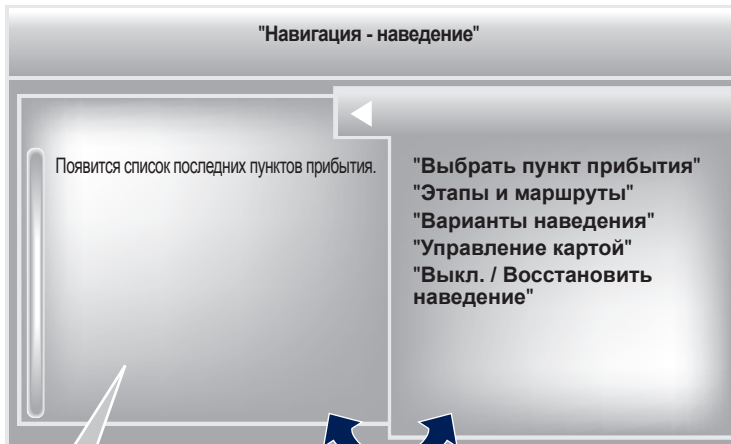 "Навигация - наведение"
Появится список последних пунктов прибытия.
"Выбрать пункт прибытия"
"Этапы и маршруты"
"Варианты наведения"
"Управление картой"
"Выкл. / Восстановить
наведение"